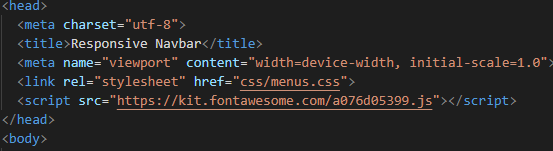 <head>
<meta charset="utf-8">
<title>Responsive Navbar</title>
<meta name="viewport" content="width=device-width, initial-scale=1.0">
<link rel="stylesheet" href="css/menus.css">
<script src="https://kit.fontawesome.com/a076d05399.js"></script>
</head>
<body>